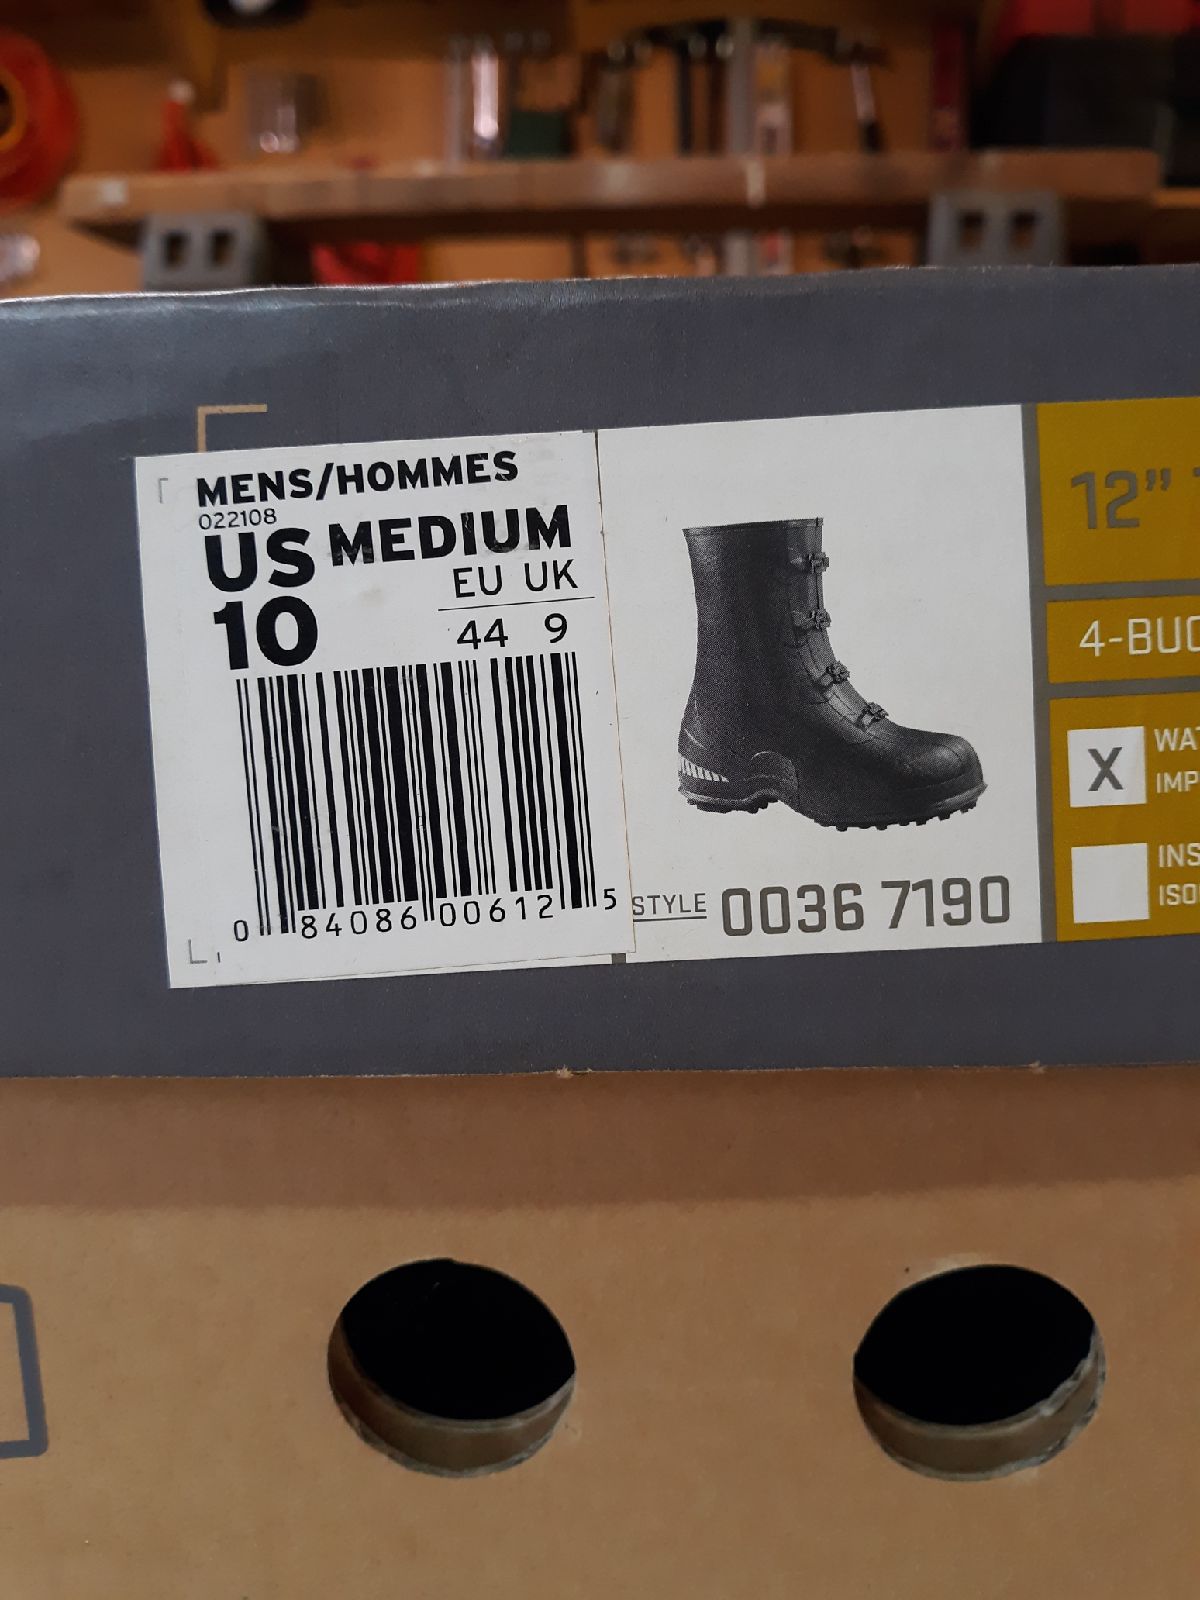 MENS/HOMMES
022108
US MEDIUM
10
EU UK
44 9
0 84086 00612 5
STYLE 0036 7190
12"
X